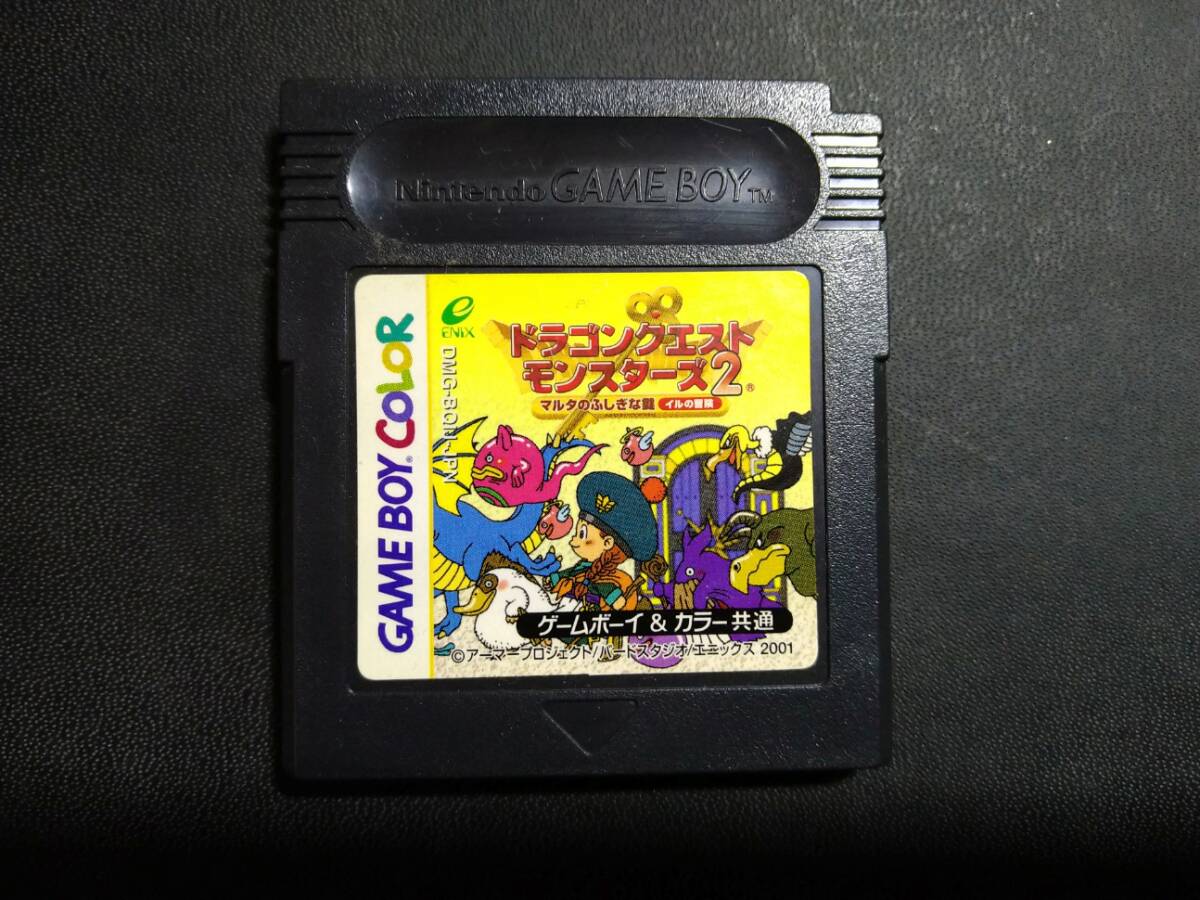 Nintendo GAME BOY TM
GAME BOY COLOR
ENIX
DMG-BQIJ-JPN
ドラゴンクエスト
モンスターズ2®
マルタのふしぎな鍵 イルの冒険
ゲームボーイ & カラー共通
©アーマープロジェクト/バードスタジオ/エニックス 2001